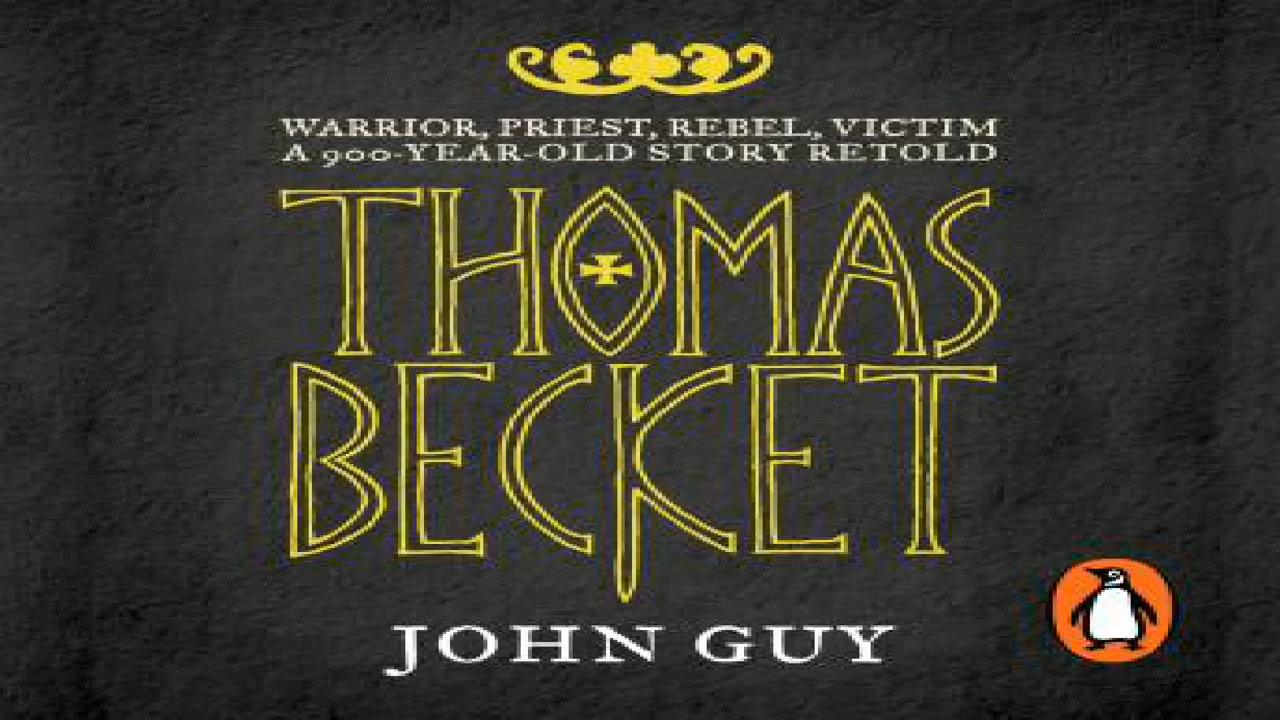 WARRIOR, PRIEST, REBEL, VICTIM
A 900-YEAR-OLD STORY RETOLD
THOMAS
BECKET
JOHN GUY